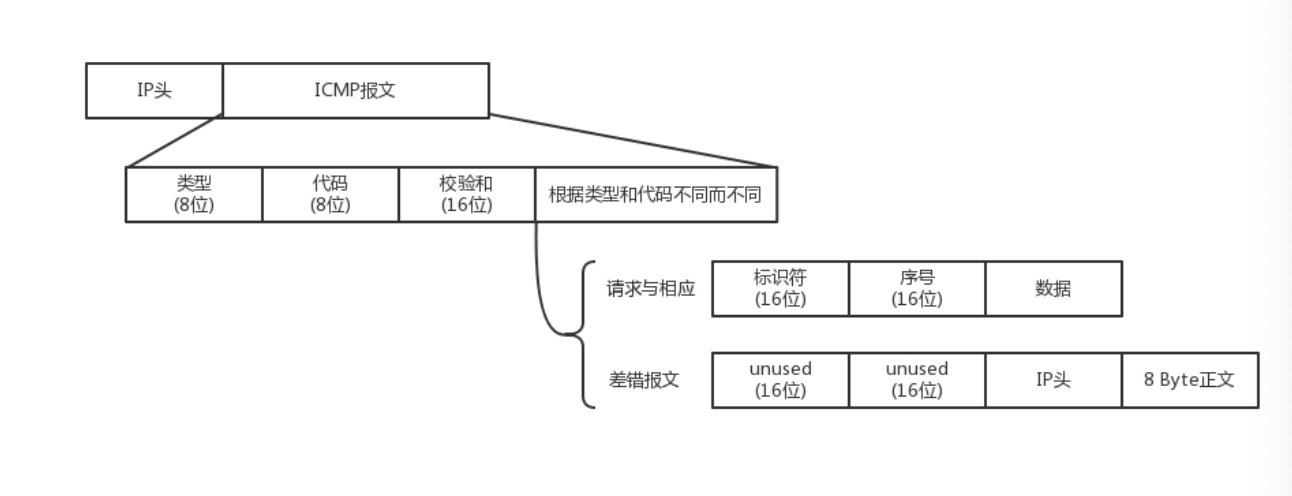 IP头
ICMP报文
类型
(8位)
代码
(8位)
校验和
(16位)
根据类型和代码不同而不同
请求与相应
标识符
(16位)
序号
(16位)
数据
差错报文
unused
(16位)
unused
(16位)
IP头
8 Byte正文